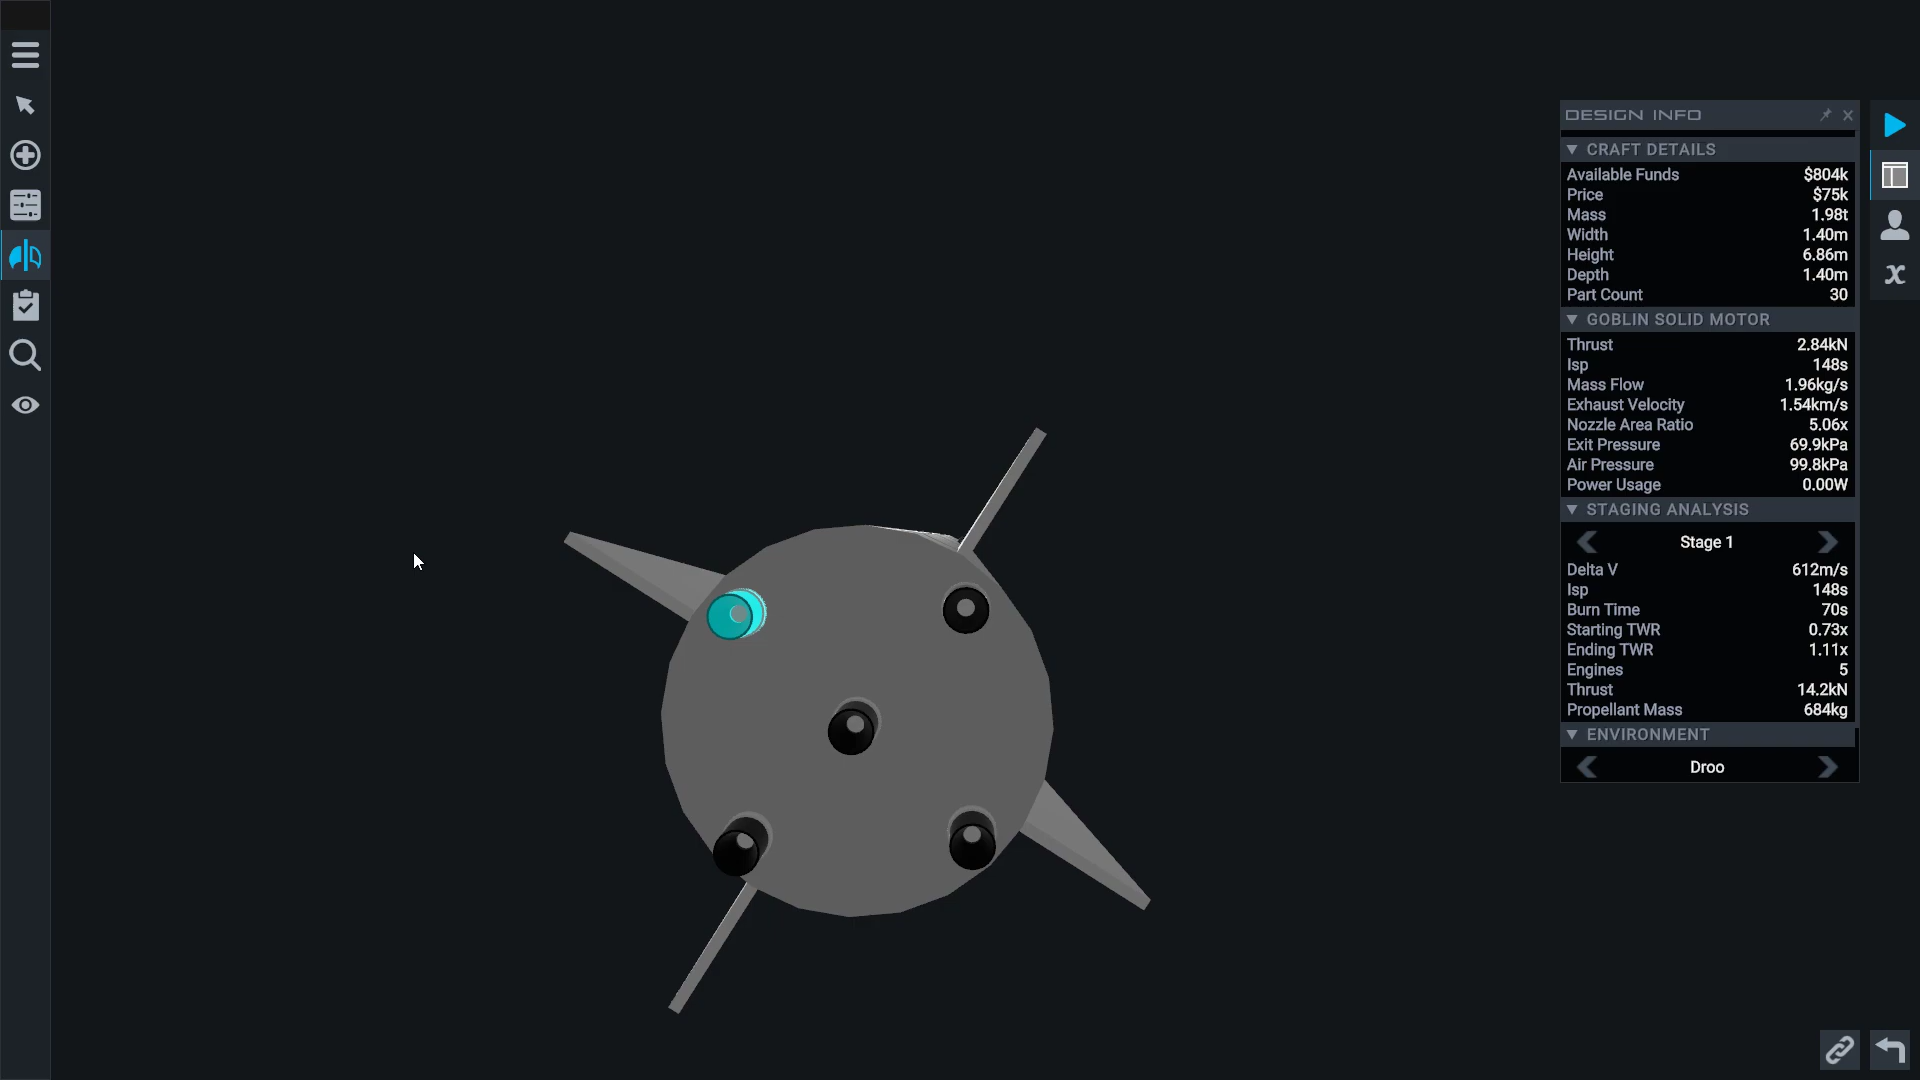 DESIGN INFO
CRAFT DETAILS
Available Funds $804k
Price $75k
Mass 1.98t
Width 1.40m
Height 6.86m
Depth 1.40m
Part Count 30
GOBLIN SOLID MOTOR
Thrust 2.84kN
Isp 148s
Mass Flow 1.96kg/s
Exhaust Velocity 1.54km/s
Nozzle Area Ratio 5.06x
Exit Pressure 69.9kPa
Air Pressure 99.8kPa
Power Usage 0.00W
STAGING ANALYSIS
Stage 1
Delta V 612m/s
Isp 148s
Burn Time 70s
Starting TWR 0.73x
Ending TWR 1.11x
Engines 5
Thrust 14.2kN
Propellant Mass 684kg
ENVIRONMENT
Droo